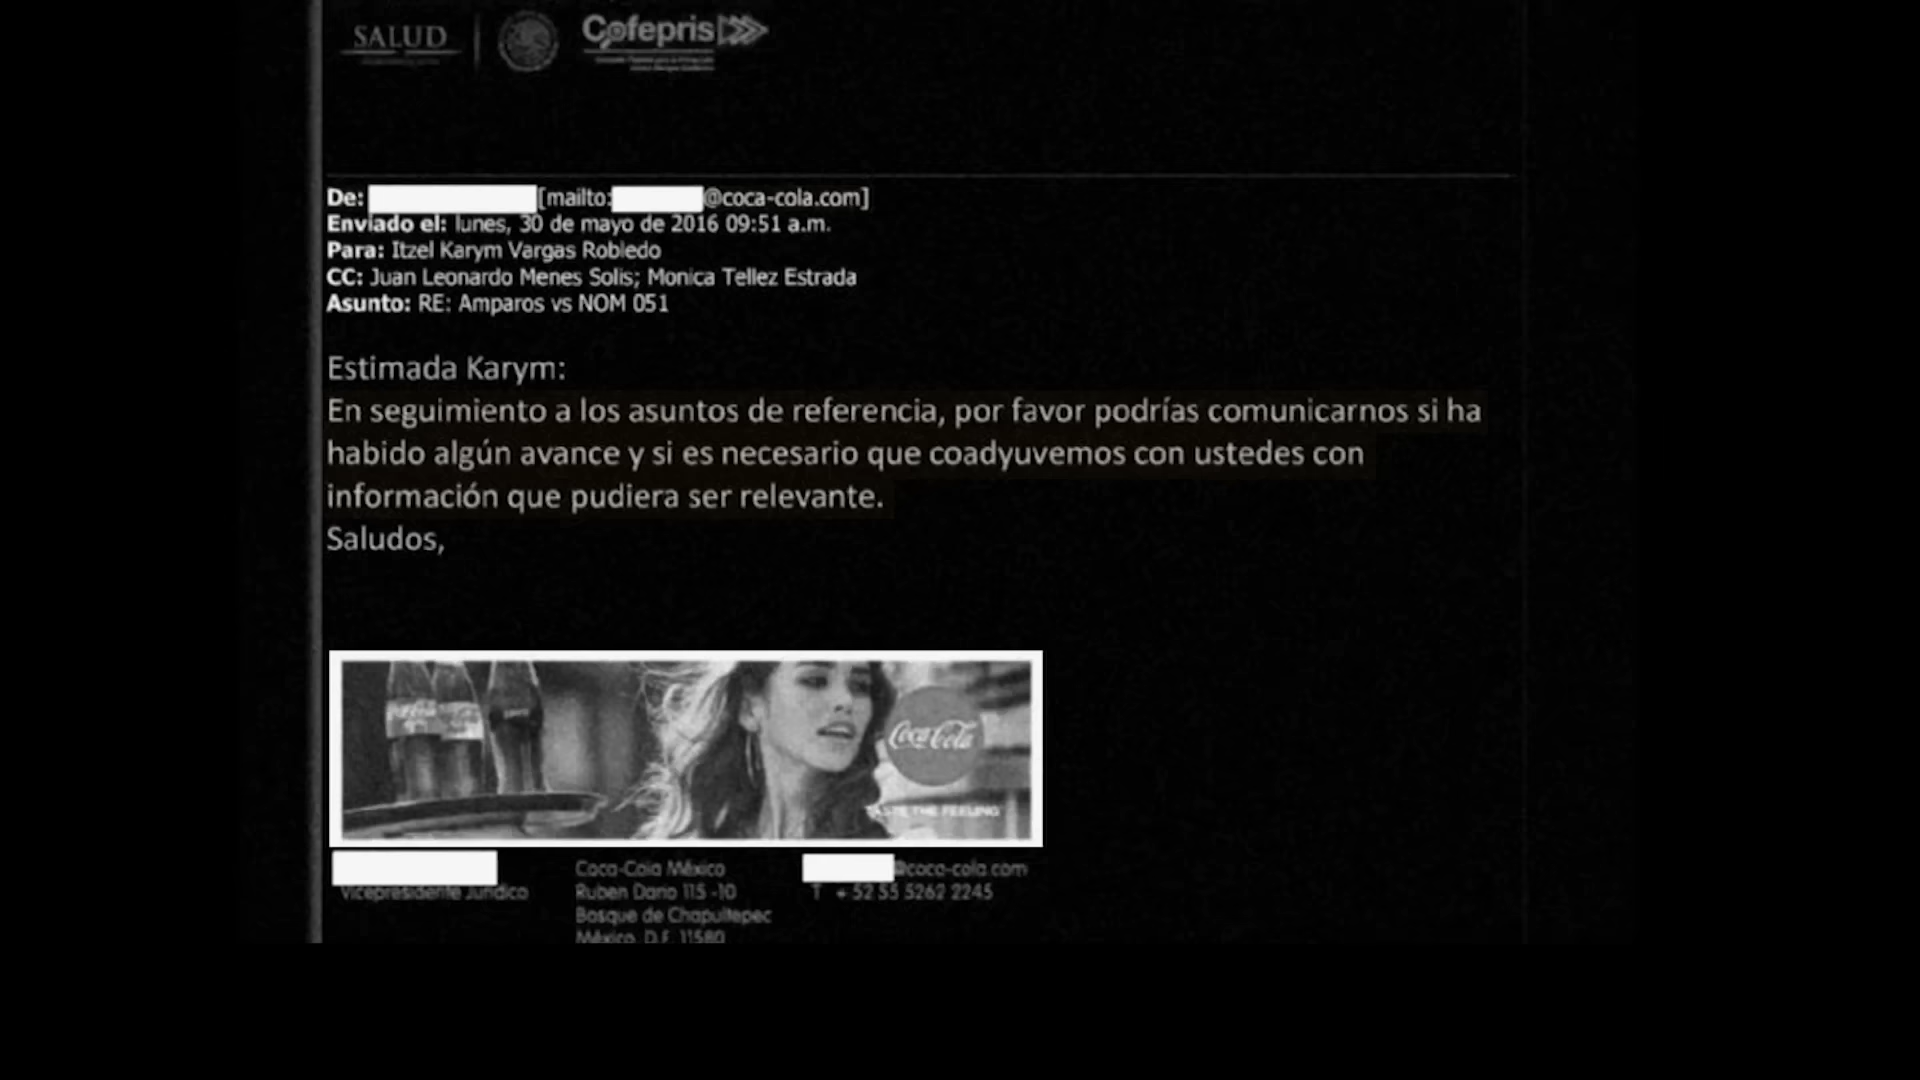 SALUD
Cofepris
De: [mailto: @coca-cola.com]
Enviado el: lunes, 30 de mayo de 2016 09:51 a.m.
Para: Itzel Karym Vargas Robledo
CC: Juan Leonardo Menes Solis; Monica Tellez Estrada
Asunto: RE: Amparos vs NOM 051
Estimada Karym:
En seguimiento a los asuntos de referencia, por favor podrías comunicarnos si ha
habido algún avance y si es necesario que coadyuvemos con ustedes con
información que pudiera ser relevante.
Saludos,
Coca-Cola
TASTE THE FEELING
Vicepresidente Jurídico
Coca-Cola México
Ruben Dario 115 -10
Bosque de Chapultepec
México, D.F. 11580
@coca-cola.com
T + 52 55 5262 2245